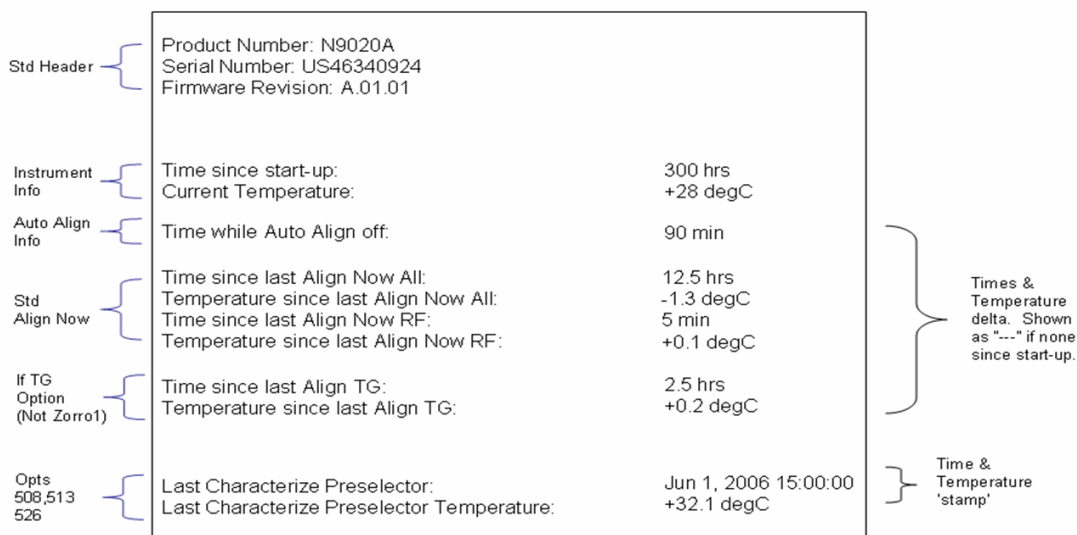 Std Header
Product Number: N9020A
Serial Number: US46340924
Firmware Revision: A.01.01
Instrument
Info
Time since start-up: 300 hrs
Current Temperature: +28 degC
Auto Align
Info
Time while Auto Align off: 90 min
Std
Align Now
Time since last Align Now All: 12.5 hrs
Temperature since last Align Now All: -1.3 degC
Time since last Align Now RF: 5 min
Temperature since last Align Now RF: +0.1 degC
If TG
Option
(Not Zorro1)
Time since last Align TG: 2.5 hrs
Temperature since last Align TG: +0.2 degC
Times &
Temperature
delta. Shown
as "---" if none
since start-up.
Opts
508,513
526
Last Characterize Preselector: Jun 1, 2006 15:00:00
Last Characterize Preselector Temperature: +32.1 degC
Time &
Temperature
'stamp'